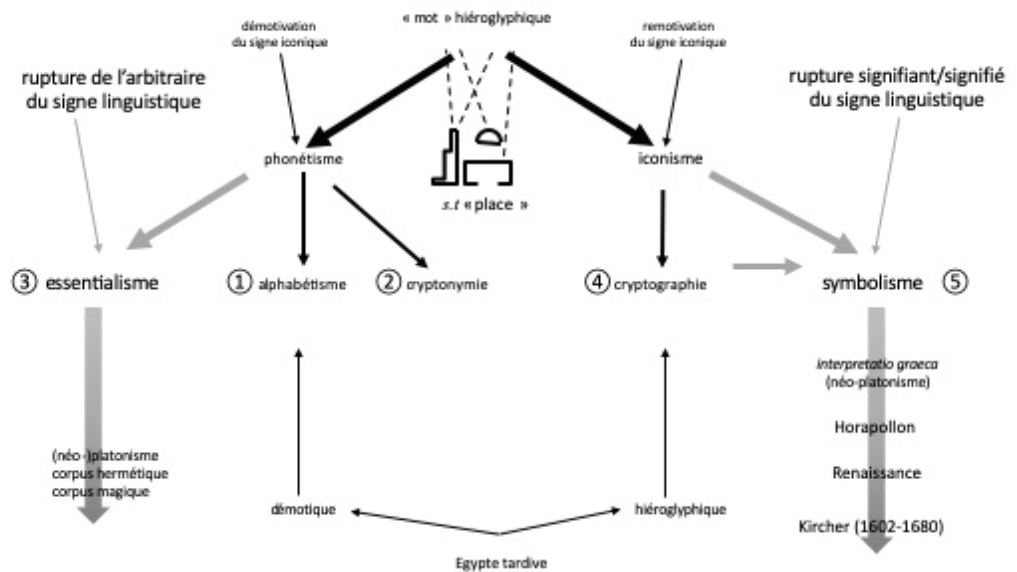 démotivation
du signe iconique
« mot » hiéroglyphique
remotivation
du signe iconique
rupture de l'arbitraire
du signe linguistique
rupture signifiant/signifié
du signe linguistique
phonétisme
iconisme
s.t « place »
③ essentialisme
① alphabétisme
② cryptonymie
④ cryptographie
symbolisme ⑤
interpretatio graeca
(néo-platonisme)
Horapollon
Renaissance
Kircher (1602-1680)
(néo-)platonisme
corpus hermétique
corpus magique
démotique
hiéroglyphique
Egypte tardive